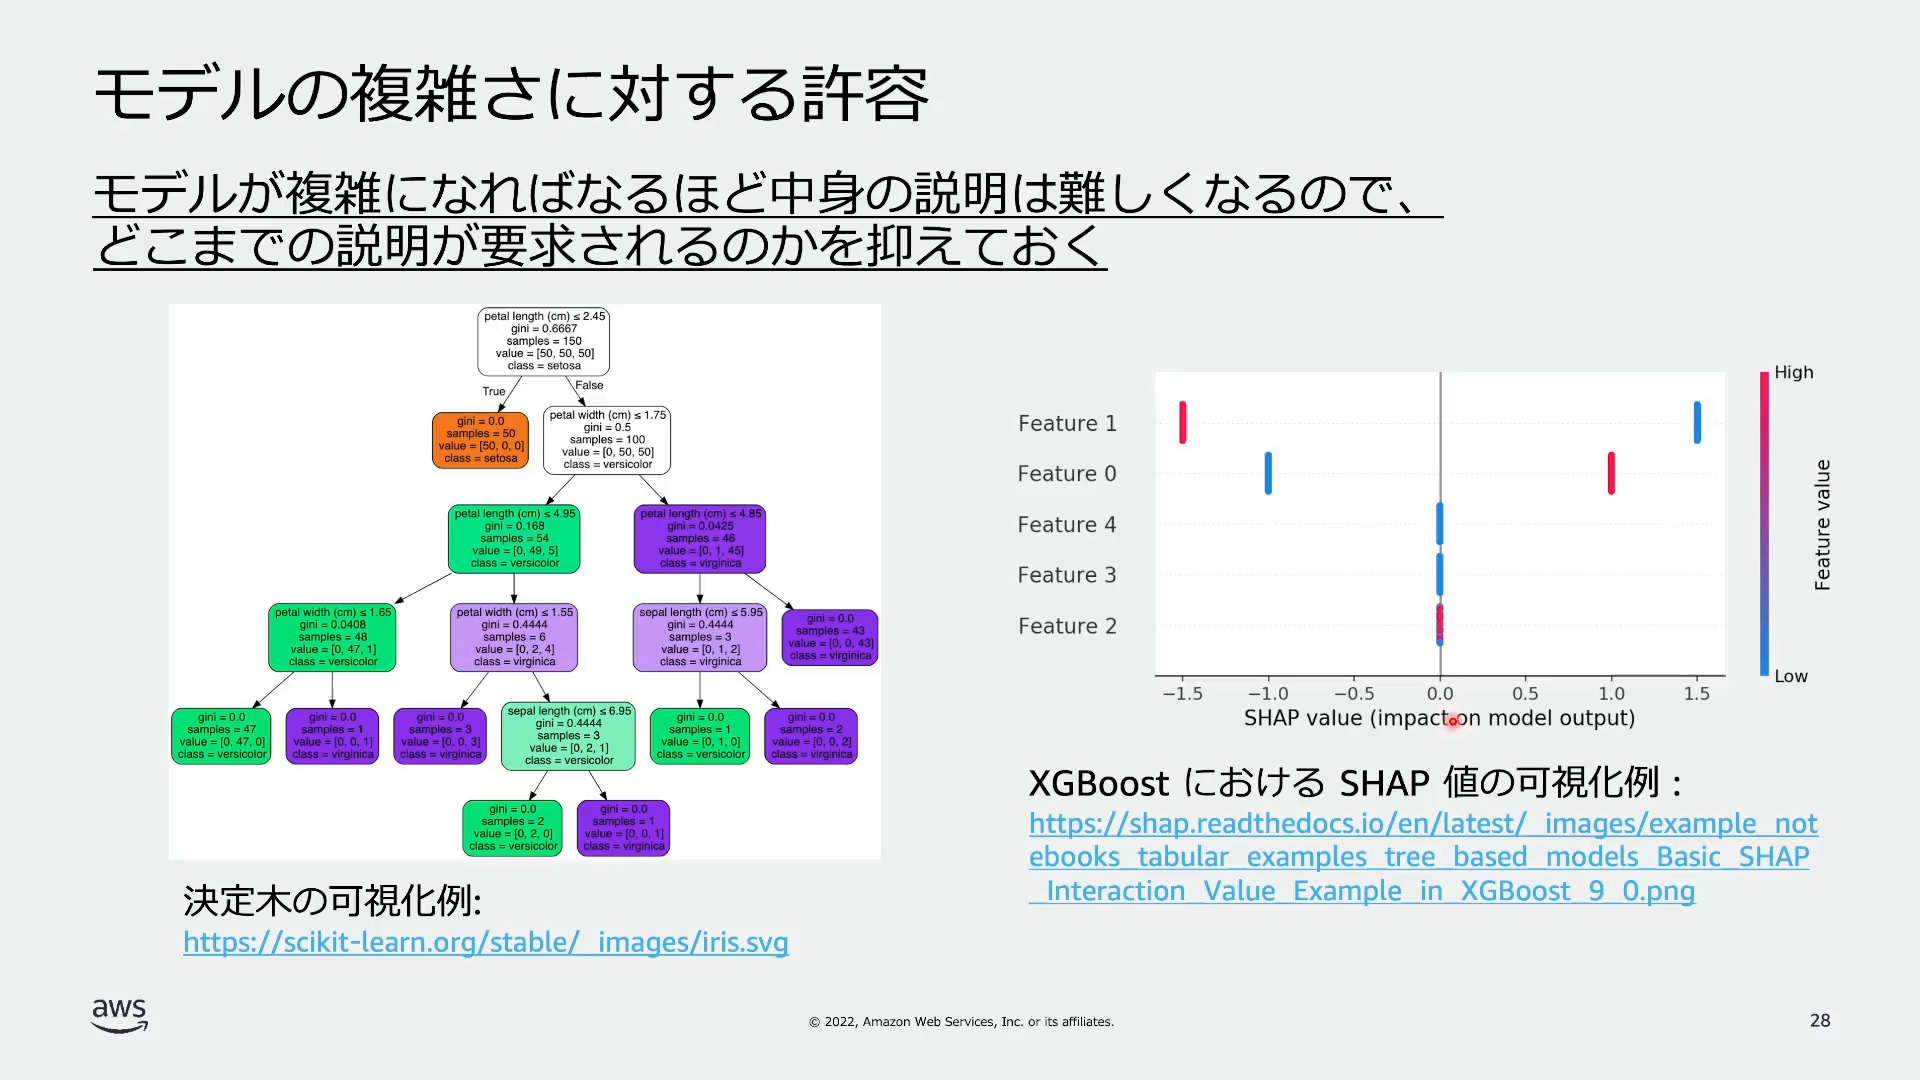 モデルの複雑さに対する許容
モデルが複雑になればなるほど中身の説明は難しくなるので、
どこまでの説明が要求されるのかを抑えておく
petal length (cm) ≤ 2.45
gini = 0.6667
samples = 150
value = [50, 50, 50]
class = setosa
True
False
gini = 0.0
samples = 50
value = [50, 0, 0]
class = setosa
petal width (cm) ≤ 1.75
gini = 0.5
samples = 100
value = [0, 50, 50]
class = versicolor
petal length (cm) ≤ 4.95
gini = 0.168
samples = 54
value = [0, 49, 5]
class = versicolor
petal length (cm) ≤ 4.85
gini = 0.0425
samples = 46
value = [0, 1, 45]
class = virginica
petal width (cm) ≤ 1.65
gini = 0.0408
samples = 48
value = [0, 47, 1]
class = versicolor
petal width (cm) ≤ 1.55
gini = 0.4444
samples = 6
value = [0, 2, 4]
class = virginica
sepal length (cm) ≤ 5.95
gini = 0.4444
samples = 3
value = [0, 1, 2]
class = virginica
gini = 0.0
samples = 43
value = [0, 0, 43]
class = virginica
gini = 0.0
samples = 47
value = [0, 47, 0]
class = versicolor
gini = 0.0
samples = 1
value = [0, 0, 1]
class = virginica
gini = 0.0
samples = 3
value = [0, 0, 3]
class = virginica
sepal length (cm) ≤ 6.95
gini = 0.4444
samples = 3
value = [0, 2, 1]
class = versicolor
gini = 0.0
samples = 1
value = [0, 1, 0]
class = versicolor
gini = 0.0
samples = 2
value = [0, 0, 2]
class = virginica
gini = 0.0
samples = 2
value = [0, 2, 0]
class = versicolor
gini = 0.0
samples = 1
value = [0, 0, 1]
class = virginica
決定木の可視化例:
https://scikit-learn.org/stable/_images/iris.svg
Feature 1
Feature 0
Feature 4
Feature 3
Feature 2
−1.5 −1.0 −0.5 0.0 0.5 1.0 1.5
SHAP value (impact on model output)
High
Feature value
Low
XGBoost における SHAP 値の可視化例 :
https://shap.readthedocs.io/en/latest/_images/example_not
ebooks_tabular_examples_tree_based_models_Basic_SHAP
_Interaction_Value_Example_in_XGBoost_9_0.png
aws
© 2022, Amazon Web Services, Inc. or its affiliates.
28